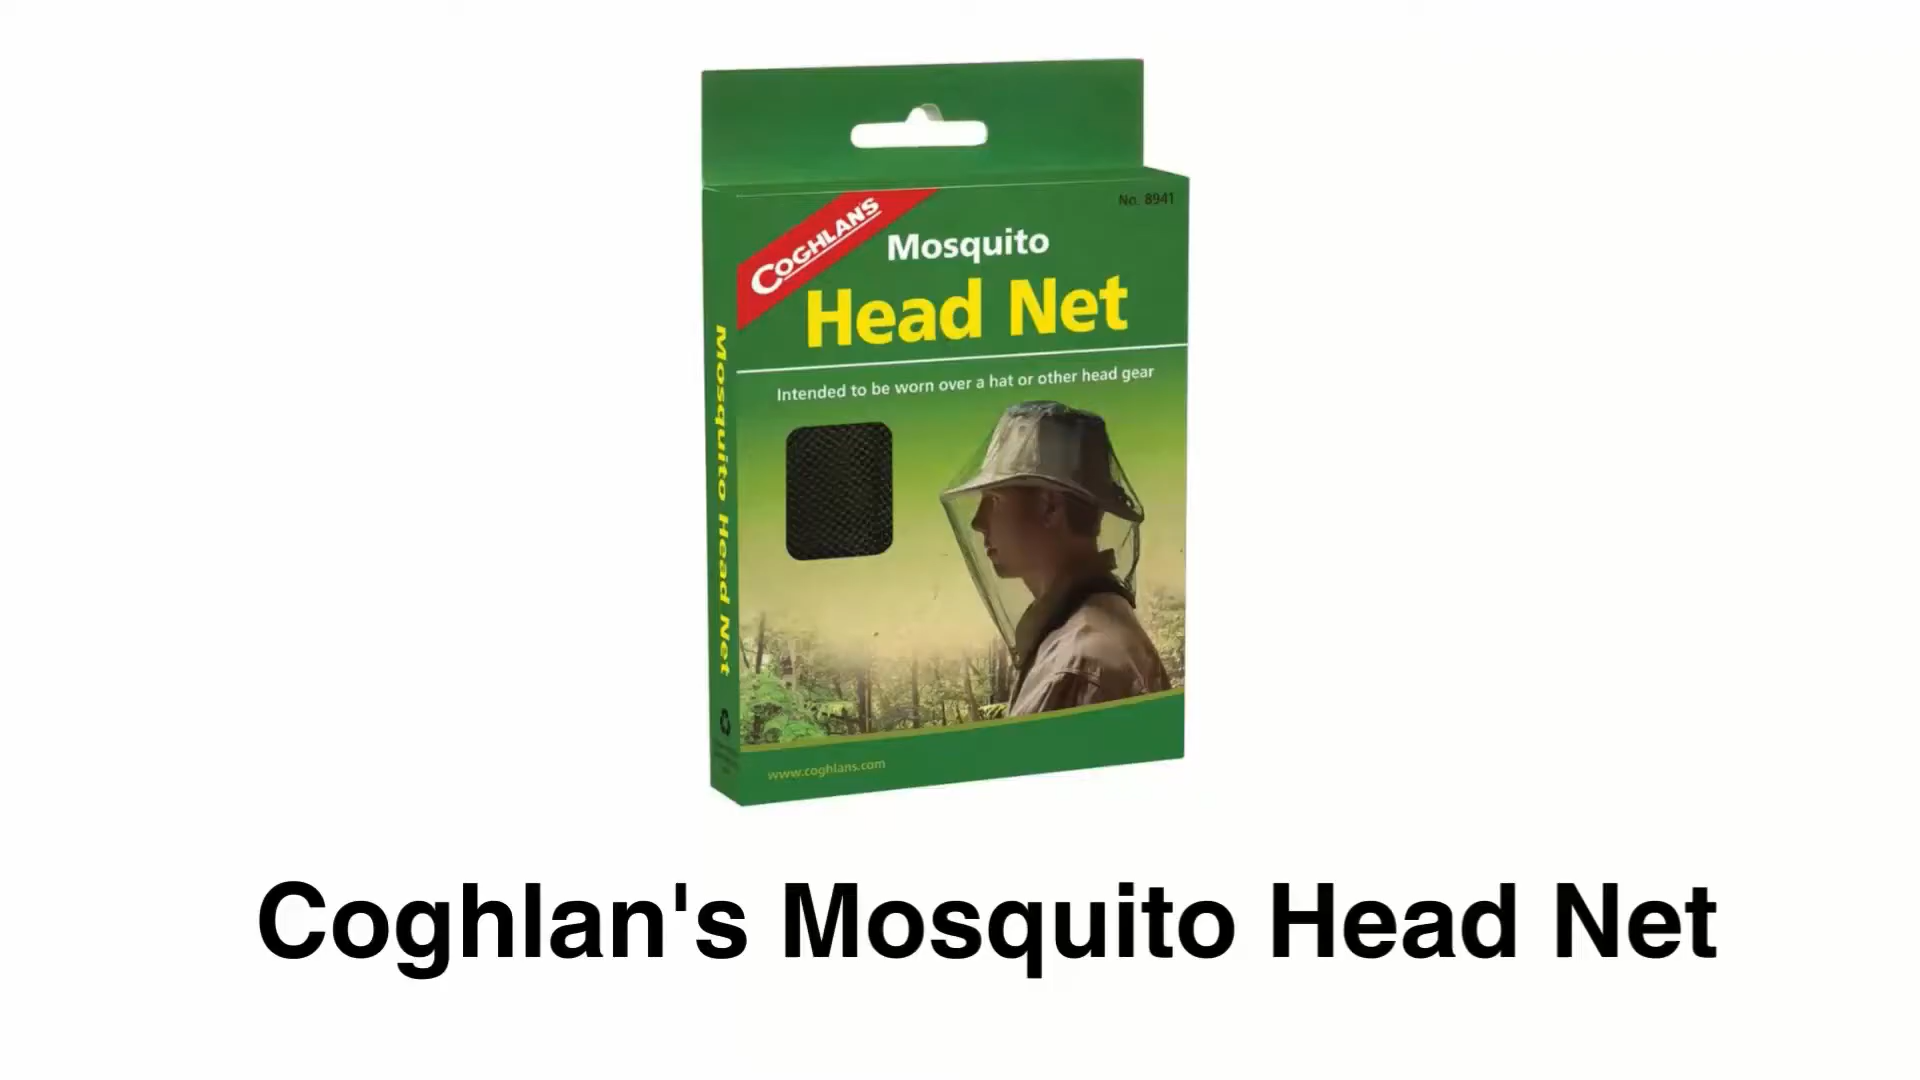 No. 8941
COGHLAN'S
Mosquito
Head Net
Intended to be worn over a hat or other head gear
Mosquito Head Net
www.coghlans.com
Coghlan's Mosquito Head Net